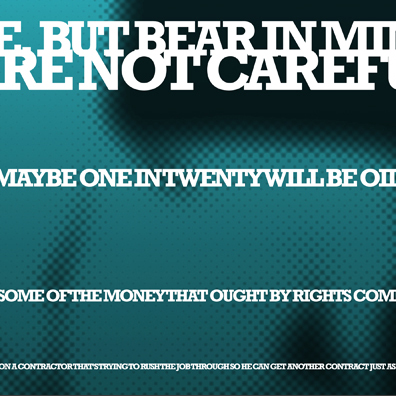 E, BUT BEAR IN MI
RE NOT CAREFU
MAYBE ONE IN TWENTY WILL BE OI
SOME OF THE MONEY THAT OUGHT BY RIGHTS COM
ON A CONTRACTOR THAT'S TRYING TO RUSH THE JOB THROUGH SO HE CAN GET ANOTHER CONTRACT JUST AS